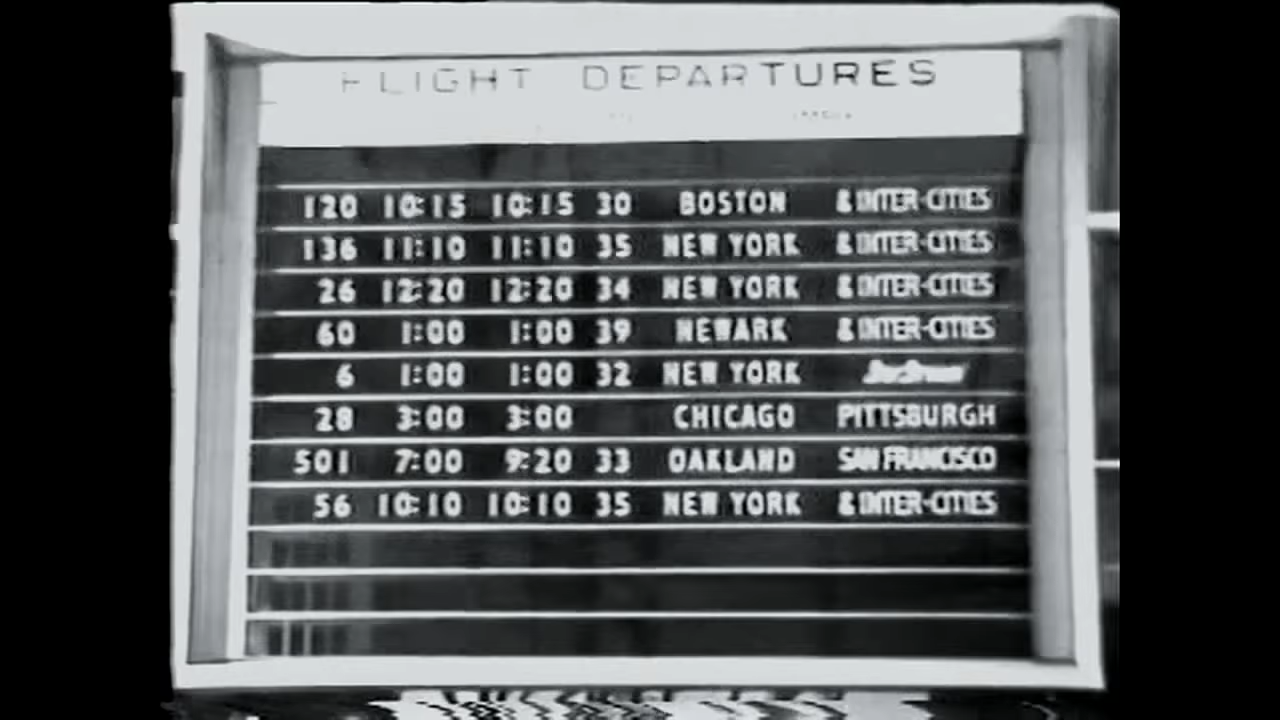 FLIGHT DEPARTURES
120 10:15 10:15 30 BOSTON & INTER-CITIES
136 11:10 11:10 35 NEW YORK & INTER-CITIES
26 12:20 12:20 34 NEW YORK & INTER-CITIES
60 1:00 1:00 39 NEWARK & INTER-CITIES
6 1:00 1:00 32 NEW YORK
28 3:00 3:00 CHICAGO PITTSBURGH
501 7:00 9:20 33 OAKLAND SAN FRANCISCO
56 10:10 10:10 35 NEW YORK & INTER-CITIES